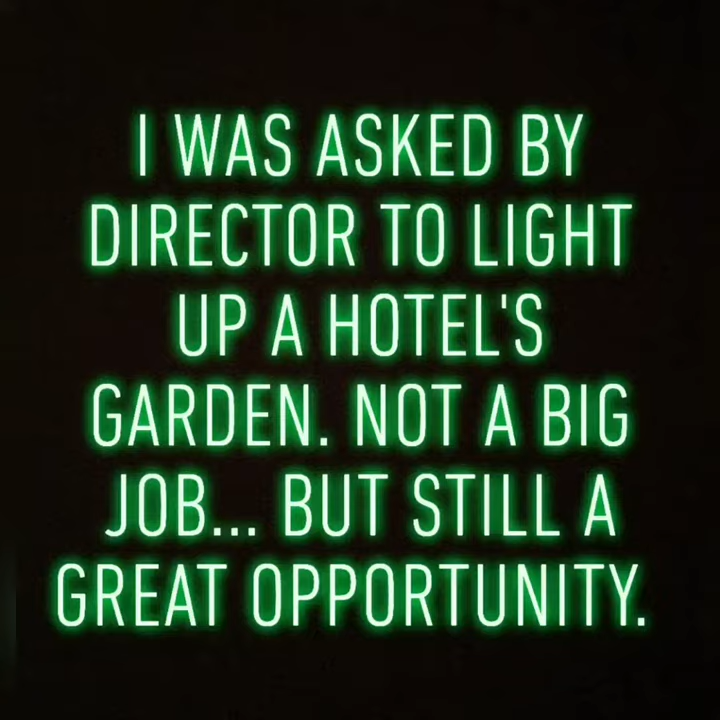 I WAS ASKED BY
DIRECTOR TO LIGHT
UP A HOTEL'S
GARDEN. NOT A BIG
JOB... BUT STILL A
GREAT OPPORTUNITY.